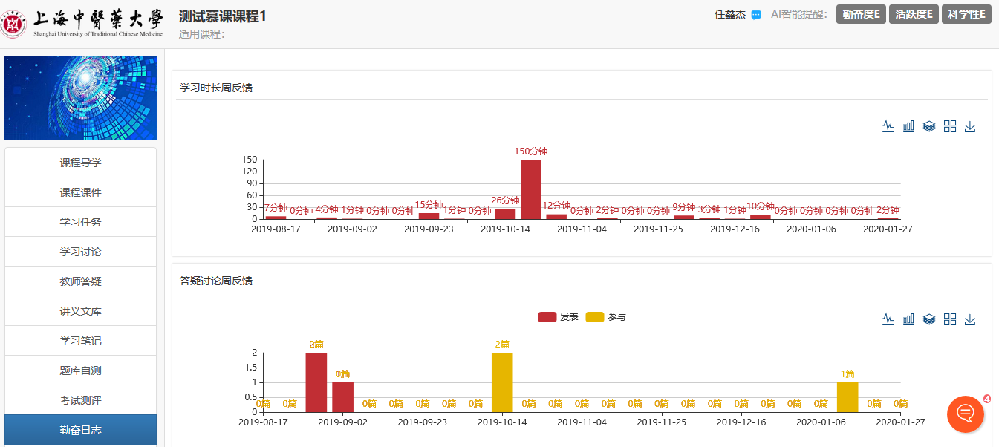 上海中醫藥大學
Shanghai University of Traditional Chinese Medicine
测试慕课课程1
适用课程：
任鑫杰
AI智能提醒：
勤奋度E 活跃度E 科学性E
课程导学
课程课件
学习任务
学习讨论
教师答疑
讲义文库
学习笔记
题库自测
考试测评
勤奋日志
学习时长周反馈
150分钟
150
120
90
60
30
0
7分钟 0分钟 4分钟 1分钟 0分钟 0分钟 15分钟 1分钟 0分钟 26分钟 12分钟 0分钟 2分钟 0分钟 0分钟 9分钟 3分钟 1分钟 10分钟 0分钟 0分钟 0分钟 0分钟 2分钟
2019-08-17 2019-09-02 2019-09-23 2019-10-14 2019-11-04 2019-11-25 2019-12-16 2020-01-06 2020-01-27
答疑讨论周反馈
发表 参与
2篇 2篇
1篇 1篇
2
1.5
1
0.5
0
0篇 0篇 0篇 0篇 0篇 0篇 0篇 0篇 0篇 0篇 0篇 0篇 0篇 0篇 0篇 0篇 0篇 0篇 0篇 0篇 0篇
2019-08-17 2019-09-02 2019-09-23 2019-10-14 2019-11-04 2019-11-25 2019-12-16 2020-01-06 2020-01-27
4